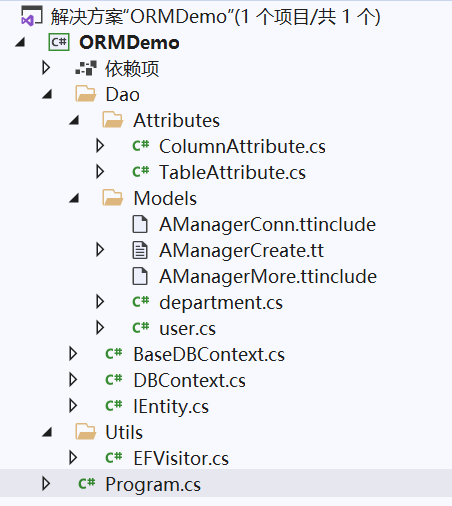 解决方案“ORMDemo”(1 个项目/共 1 个)
C# ORMDemo
依赖项
Dao
Attributes
C# ColumnAttribute.cs
C# TableAttribute.cs
Models
AManagerConn.ttinclude
AManagerCreate.tt
AManagerMore.ttinclude
C# department.cs
C# user.cs
C# BaseDBContext.cs
C# DBContext.cs
C# IEntity.cs
Utils
C# EFVisitor.cs
C# Program.cs